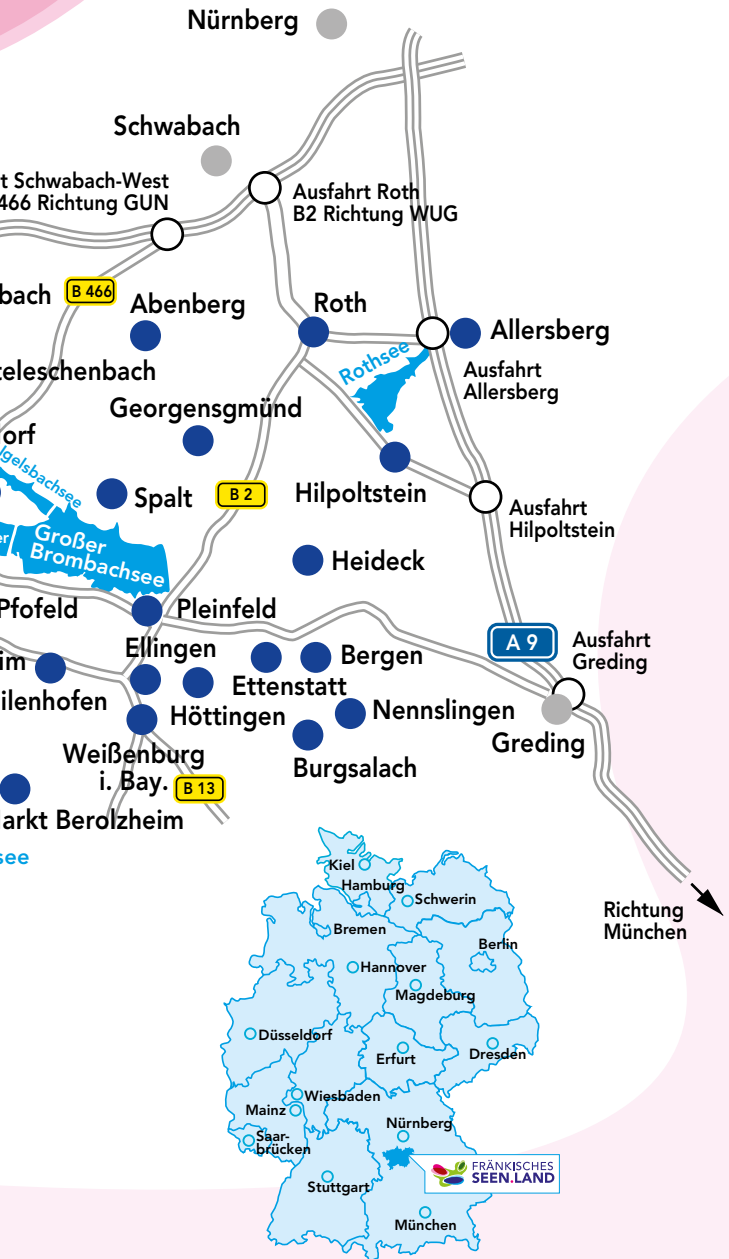 Nürnberg
Schwabach
t Schwabach-West
466 Richtung GUN
Ausfahrt Roth
B2 Richtung WUG
bach
B 466
Abenberg
Roth
Allersberg
Rothsee
Ausfahrt
Allersberg
teleschenbach
Georgensgmünd
orf
gelsbachsee
Spalt
B 2
Hilpoltstein
Ausfahrt
Hilpoltstein
er
Großer
Brombachsee
Heideck
Pfofeld
Pleinfeld
A 9
Ausfahrt
Greding
Ellingen
im
Bergen
ilenhofen
Ettenstatt
Höttingen
Nennslingen
Greding
Weißenburg
i. Bay.
Burgsalach
B 13
arkt Berolzheim
see
Richtung
München
Kiel
Hamburg
Schwerin
Bremen
Berlin
Hannover
Magdeburg
Düsseldorf
Erfurt
Dresden
Wiesbaden
Mainz
Nürnberg
Saar-
brücken
FRÄNKISCHES
SEEN.LAND
Stuttgart
München